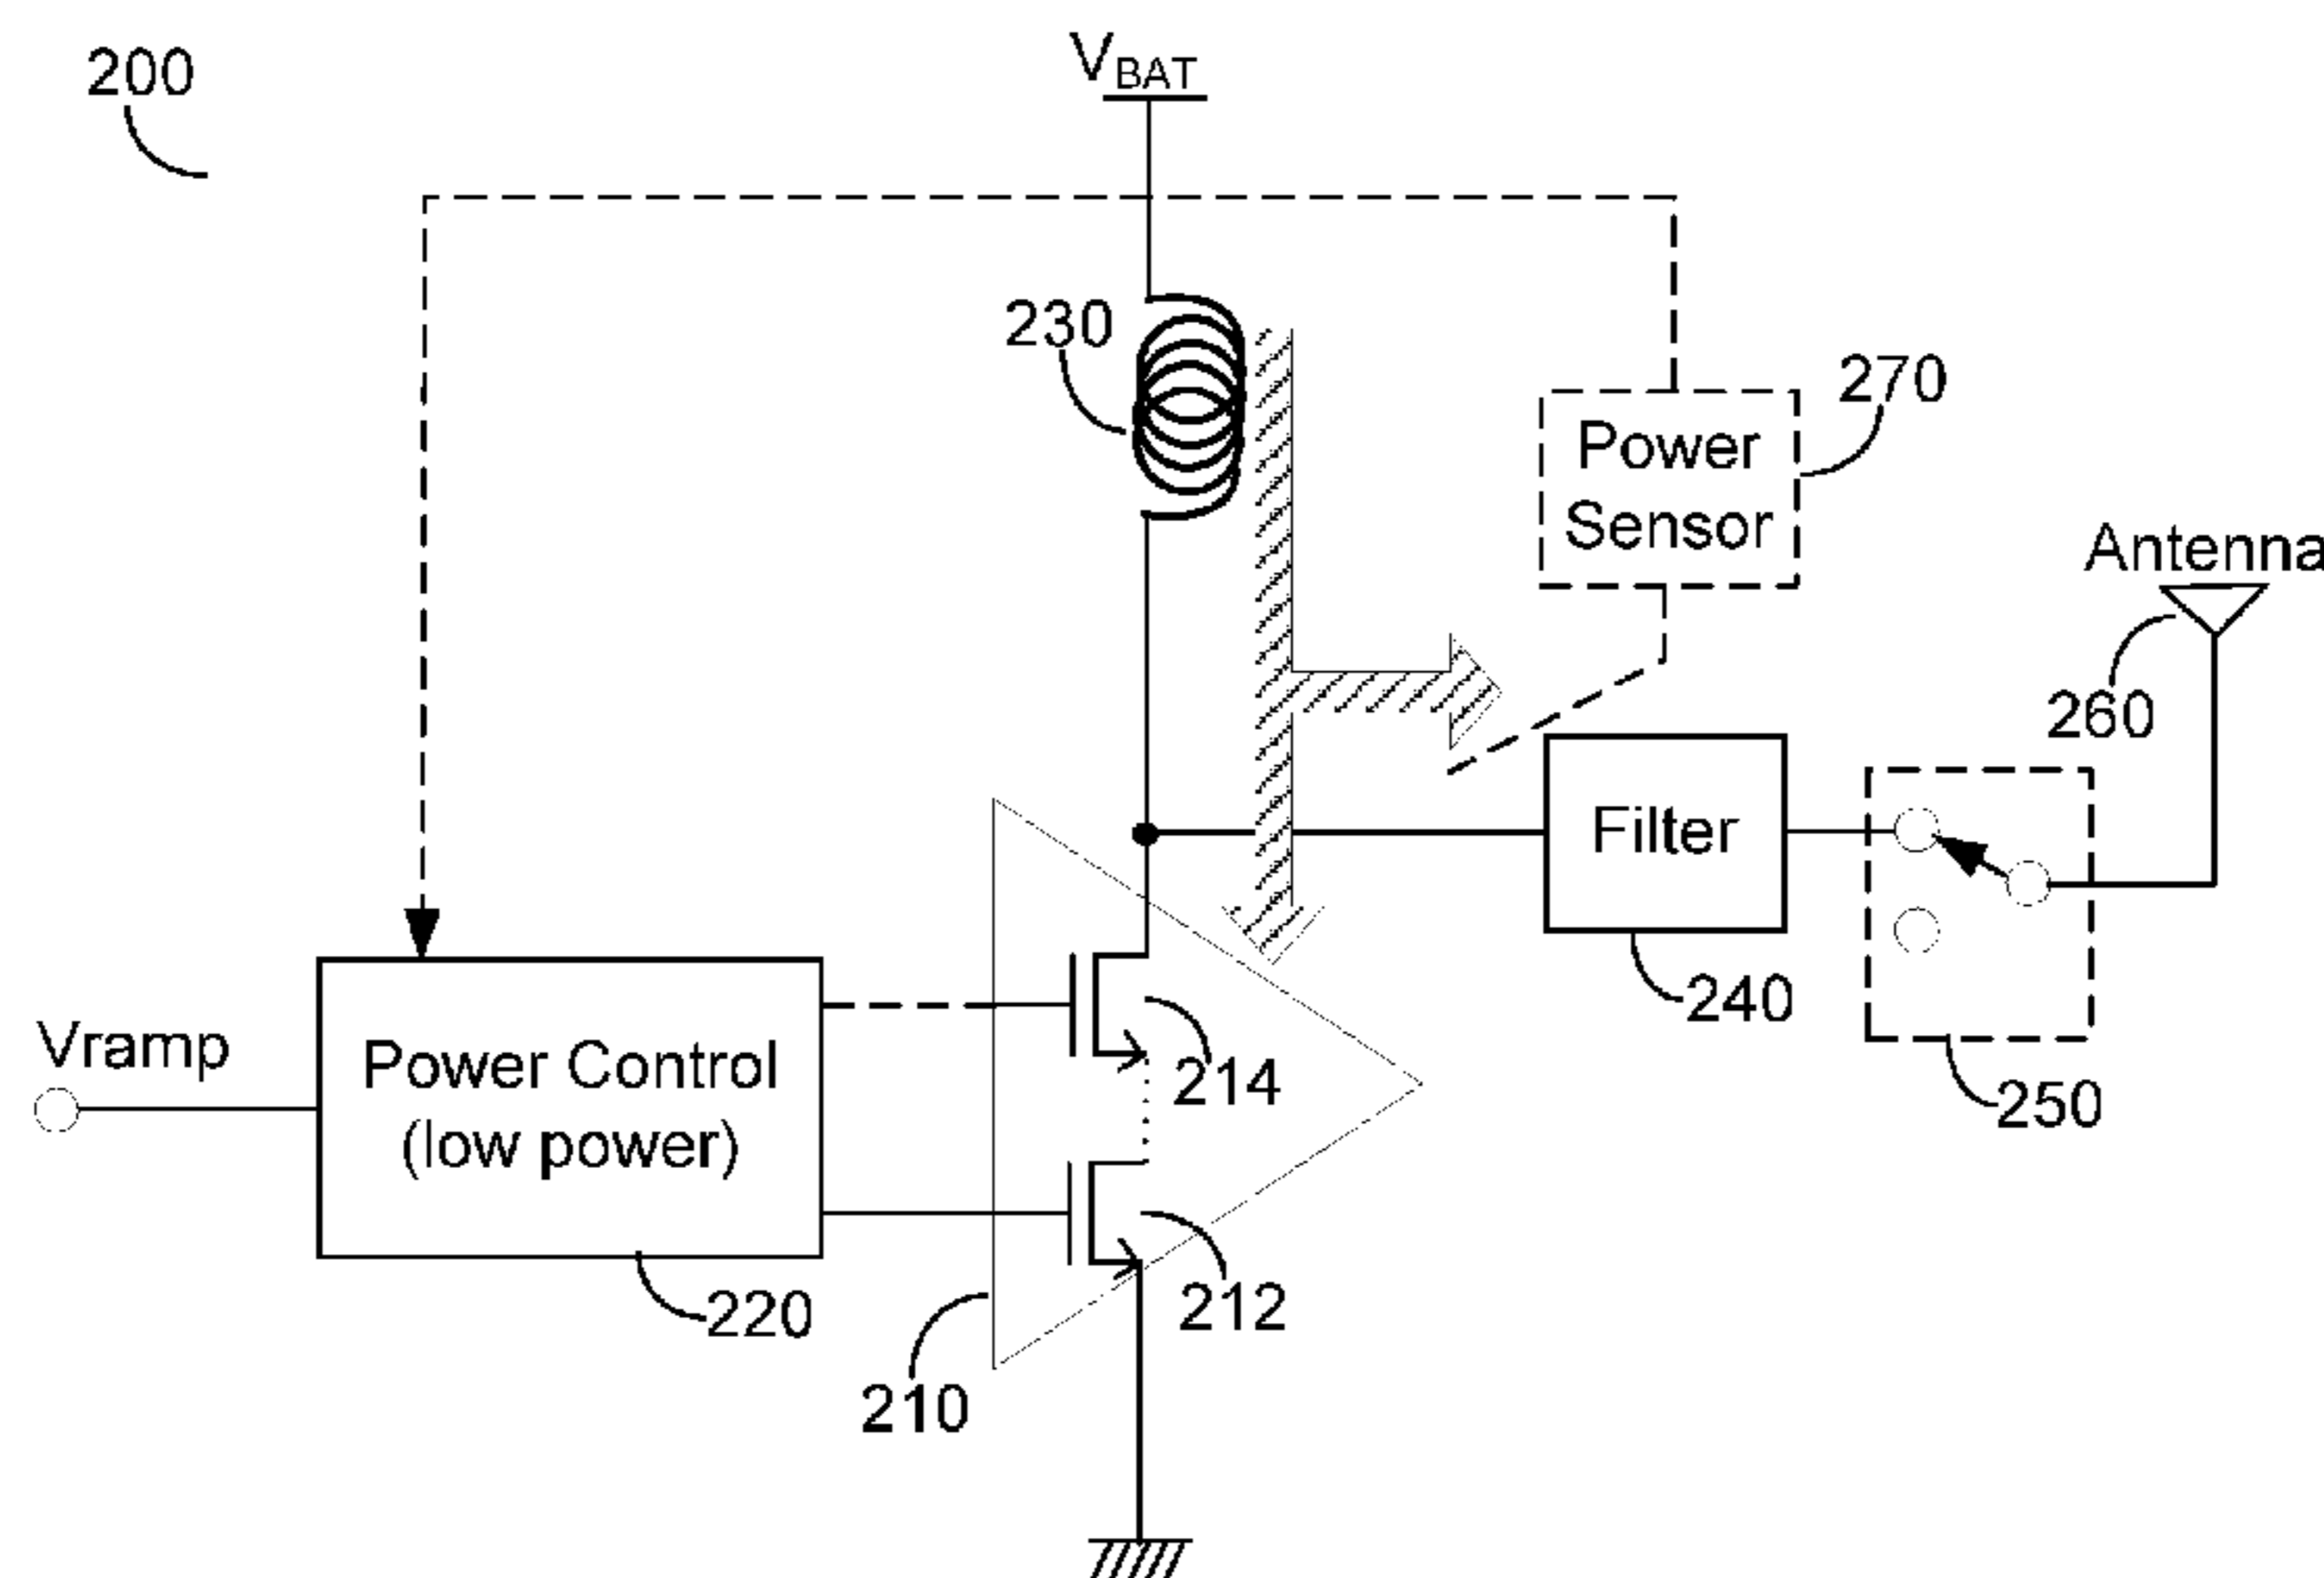 200
VBAT
230
270
Power
Sensor
Antenna
260
Filter
240
250
Vramp
Power Control
(low power)
220
214
212
210